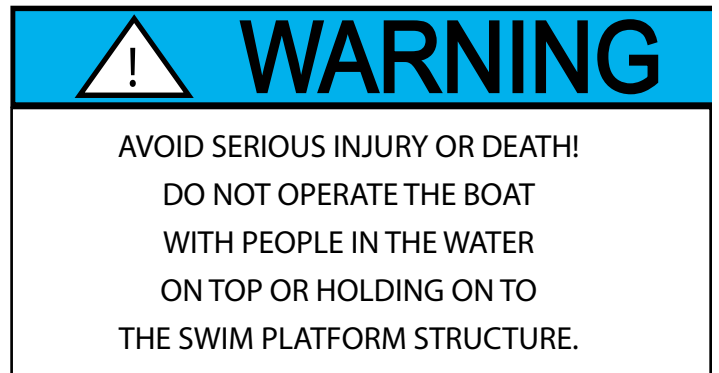 ! WARNING
AVOID SERIOUS INJURY OR DEATH!
DO NOT OPERATE THE BOAT
WITH PEOPLE IN THE WATER
ON TOP OR HOLDING ON TO
THE SWIM PLATFORM STRUCTURE.